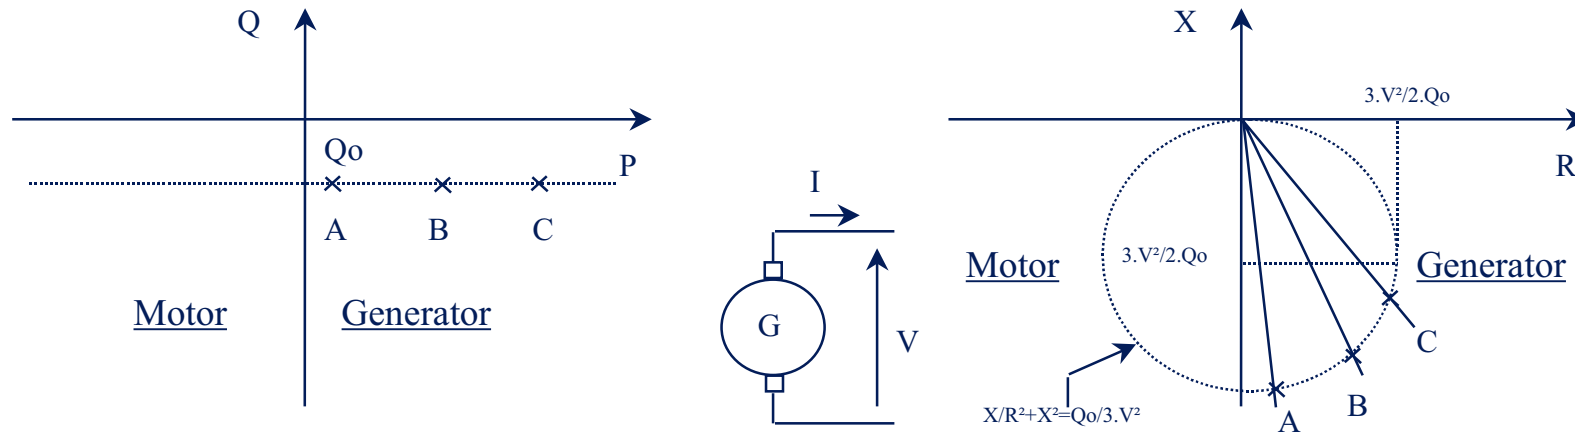 Q
Qo
P
A B C
Motor Generator
I
G
V
X
3.V²/2.Qo
R
Motor 3.V²/2.Qo Generator
C
B
A
X/R²+X²=Qo/3.V²